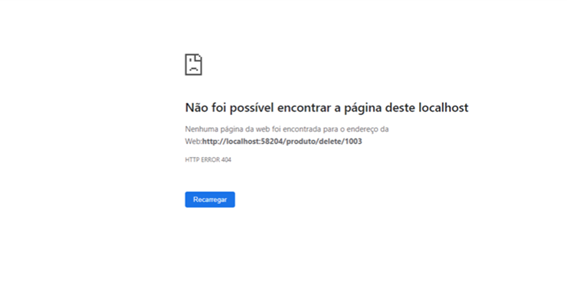 Não foi possível encontrar a página deste localhost
Nenhuma página da web foi encontrada para o endereço da
Web:http://localhost:58204/produto/delete/1003
HTTP ERROR 404
Recarregar